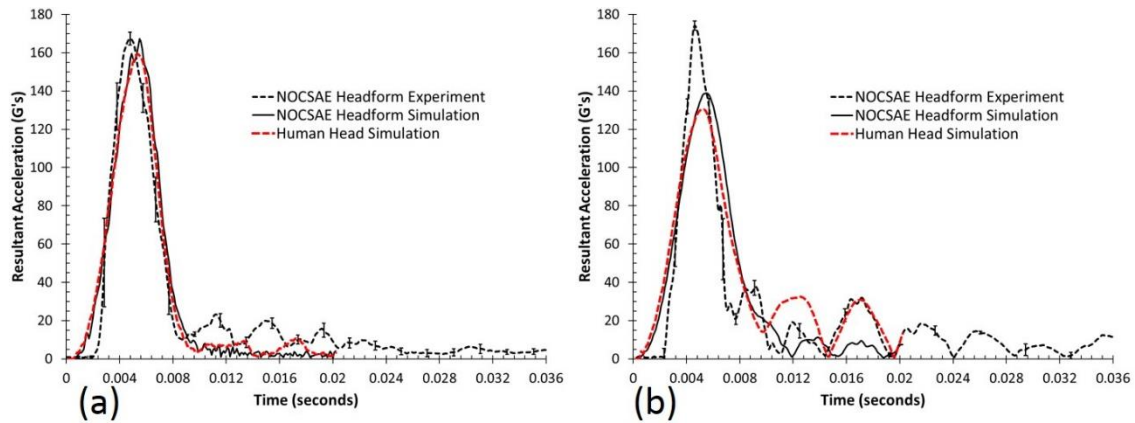 180
160
140
120
100
80
60
40
20
0
Resultant Acceleration (G's)
NOCSAE Headform Experiment
NOCSAE Headform Simulation
Human Head Simulation
0 0.004 0.008 0.012 0.016 0.02 0.024 0.028 0.032 0.036
Time (seconds)
(a)
180
160
140
120
100
80
60
40
20
0
Resultant Acceleration (G's)
NOCSAE Headform Experiment
NOCSAE Headform Simulation
Human Head Simulation
0 0.004 0.008 0.012 0.016 0.02 0.024 0.028 0.032 0.036
Time (seconds)
(b)